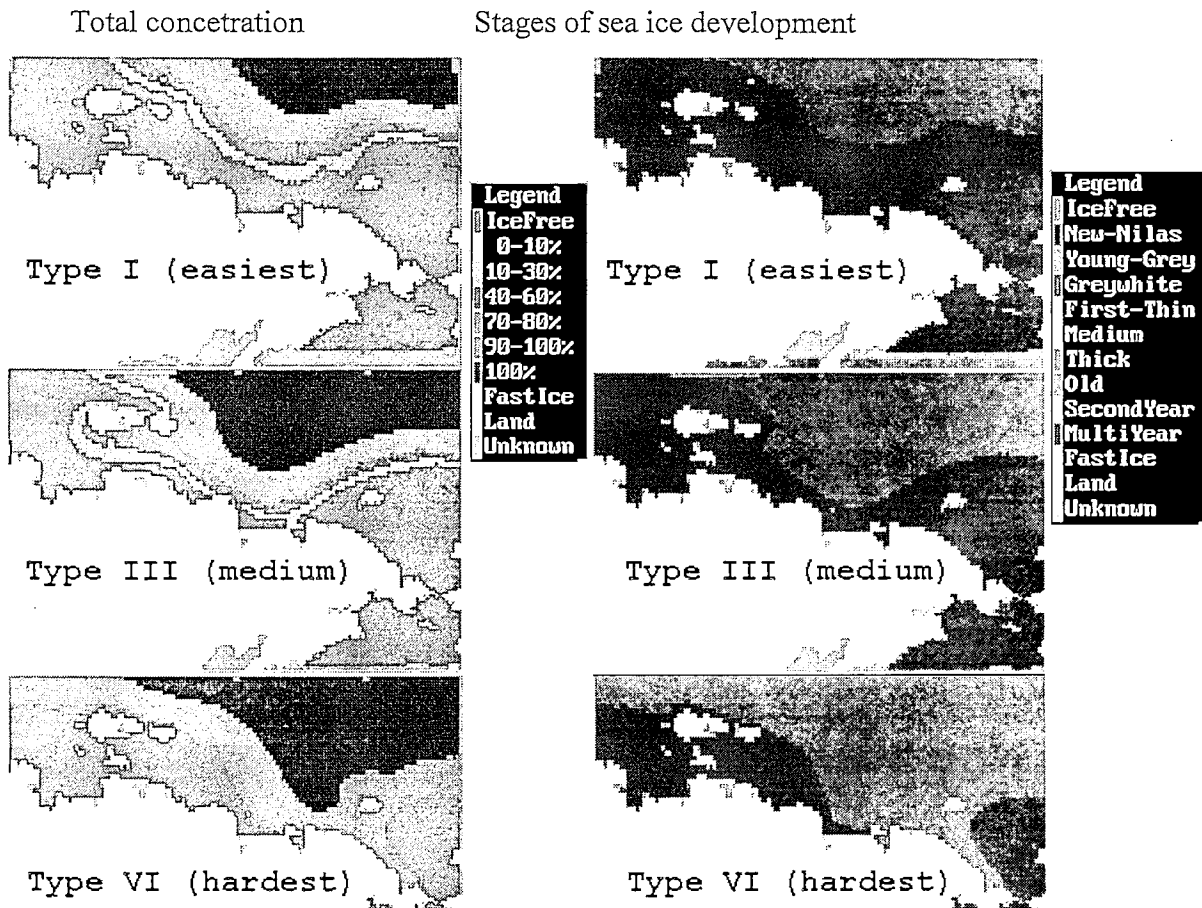 Total concetration
Stages of sea ice development
Type I (easiest)
Legend
IceFree
0-10%
10-30%
40-60%
70-80%
90-100%
100%
FastIce
Land
Unknown
Type I (easiest)
Legend
IceFree
New-Nilas
Young-Grey
Greywhite
First-Thin
Medium
Thick
Old
SecondYear
MultiYear
FastIce
Land
Unknown
Type III (medium)
Type III (medium)
Type VI (hardest)
Type VI (hardest)